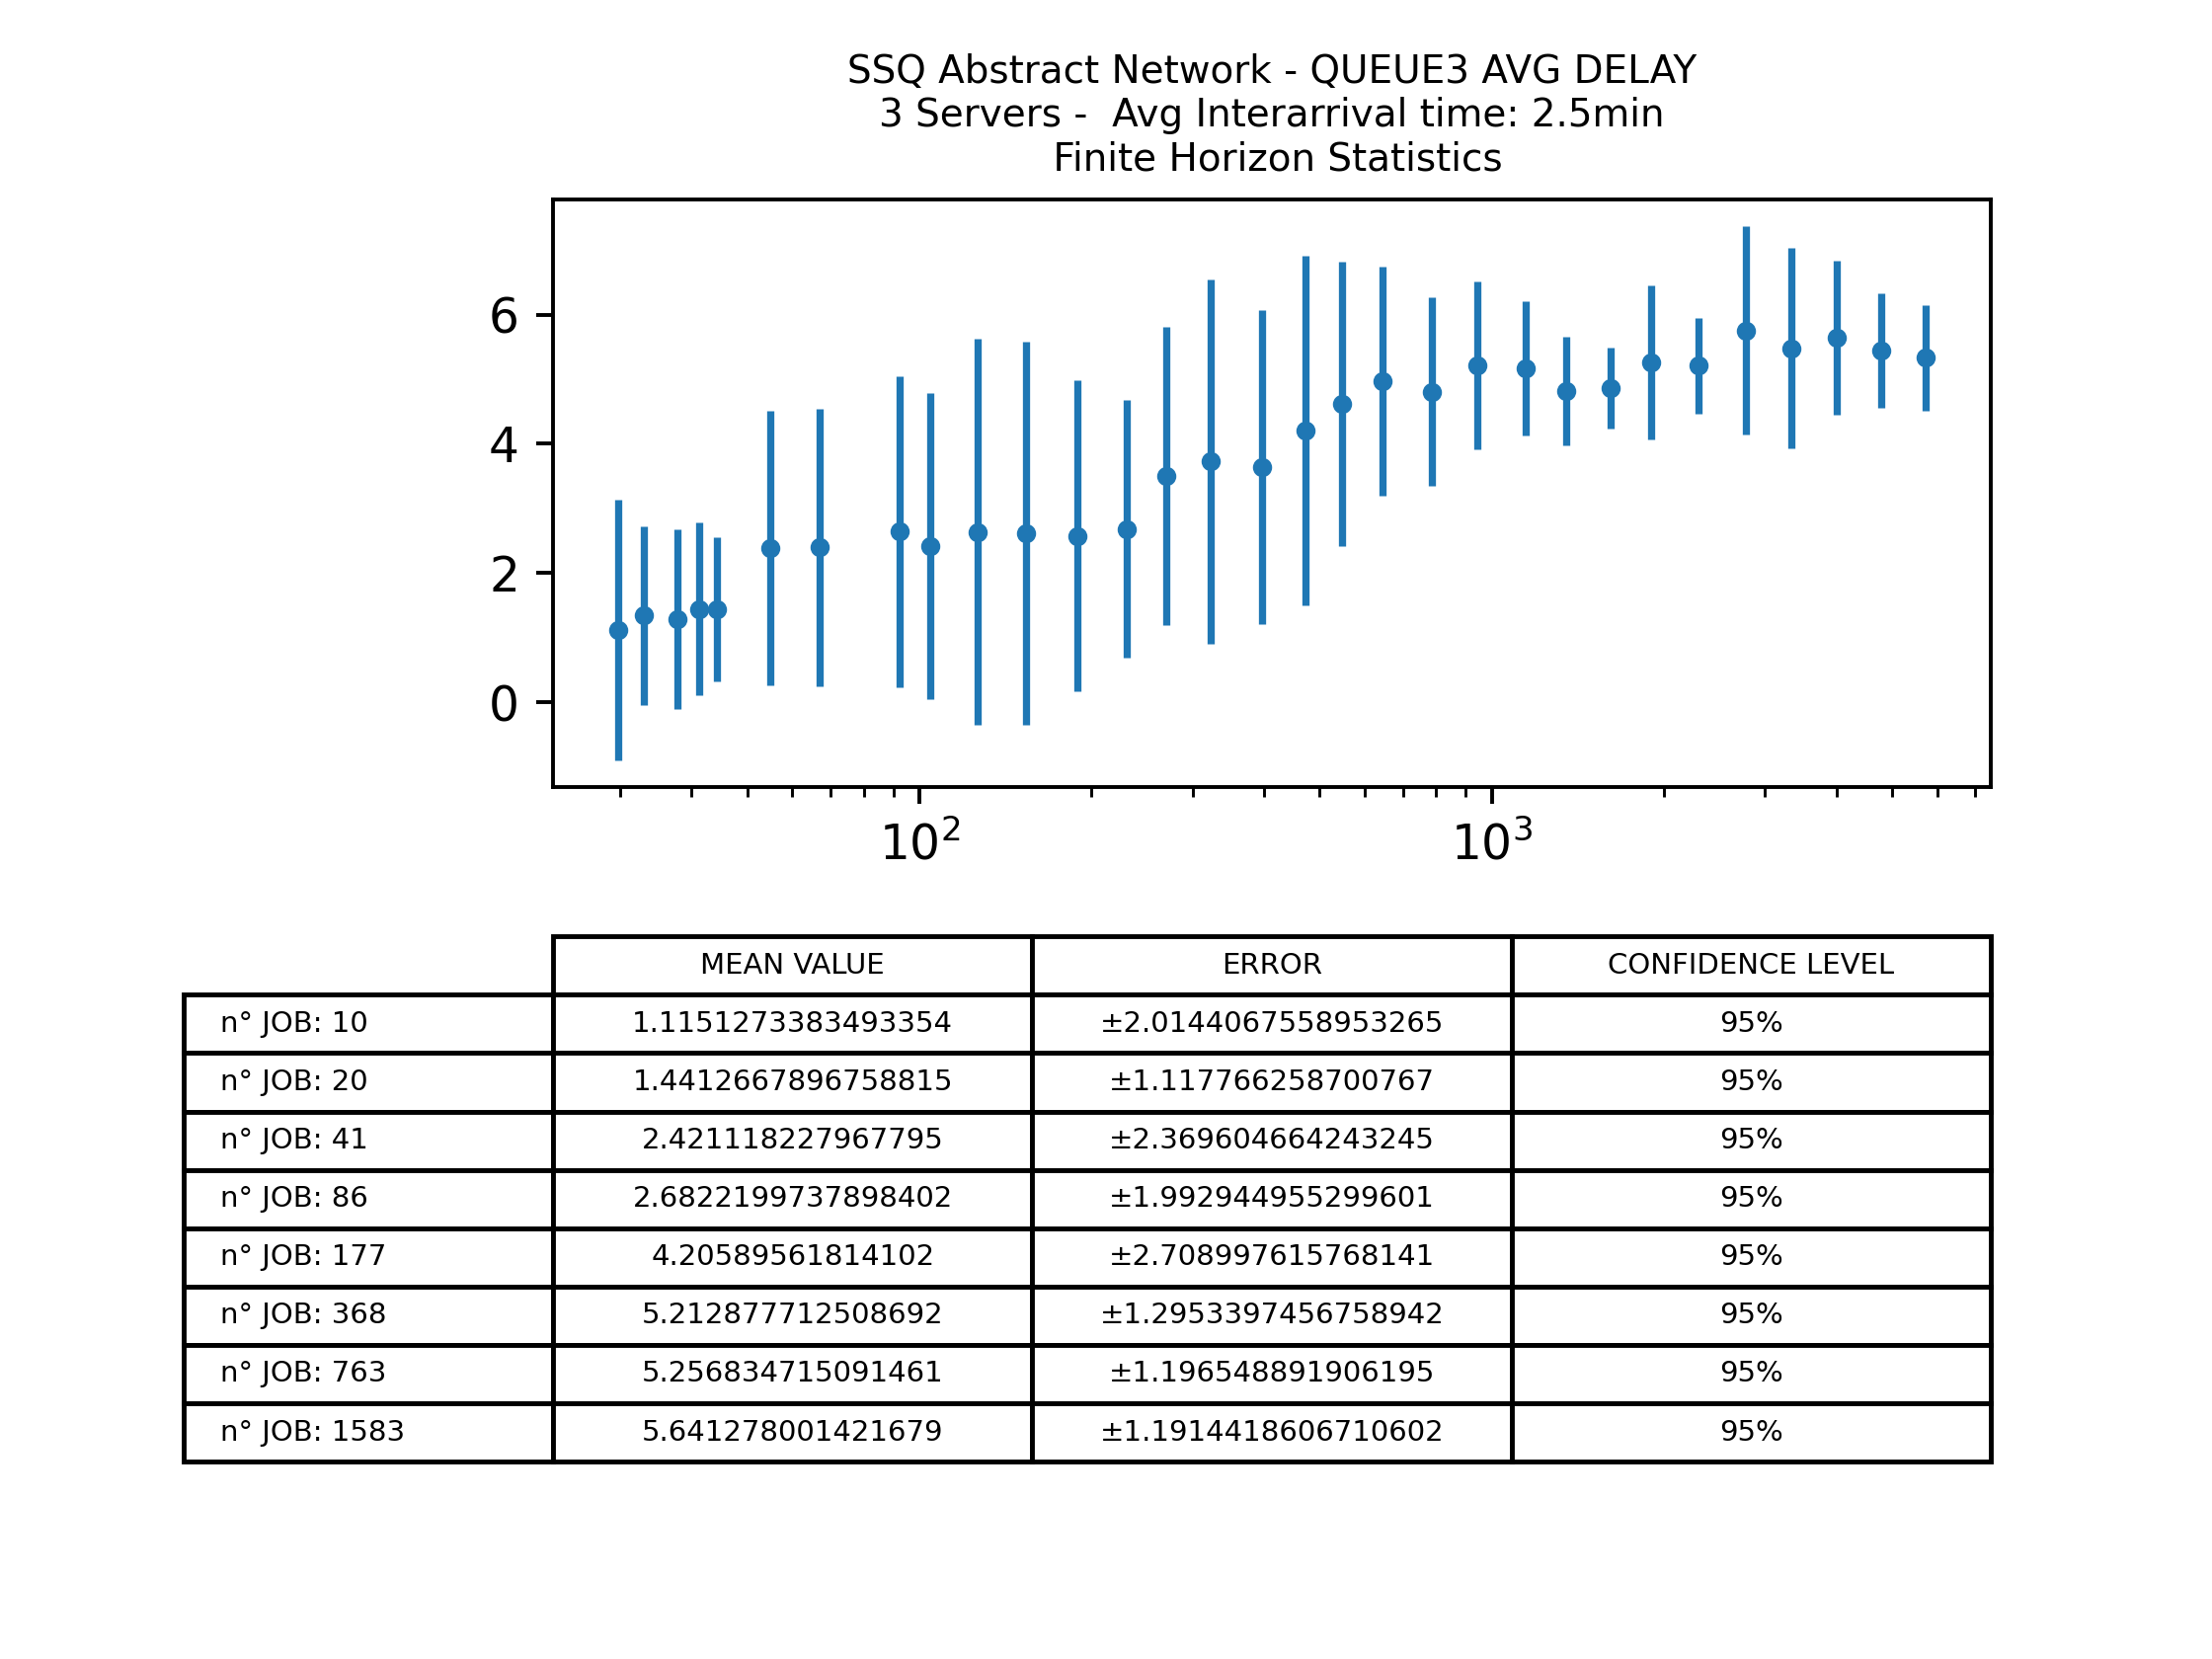 SSQ Abstract Network - QUEUE3 AVG DELAY
3 Servers -  Avg Interarrival time: 2.5min
Finite Horizon Statistics
6
4
2
0
10²
10³
MEAN VALUE ERROR CONFIDENCE LEVEL
n° JOB: 10 1.1151273383493354 ±2.0144067558953265 95%
n° JOB: 20 1.4412667896758815 ±1.117766258700767 95%
n° JOB: 41 2.421118227967795 ±2.369604664243245 95%
n° JOB: 86 2.6822199737898402 ±1.992944955299601 95%
n° JOB: 177 4.20589561814102 ±2.708997615768141 95%
n° JOB: 368 5.212877712508692 ±1.2953397456758942 95%
n° JOB: 763 5.256834715091461 ±1.196548891906195 95%
n° JOB: 1583 5.641278001421679 ±1.1914418606710602 95%